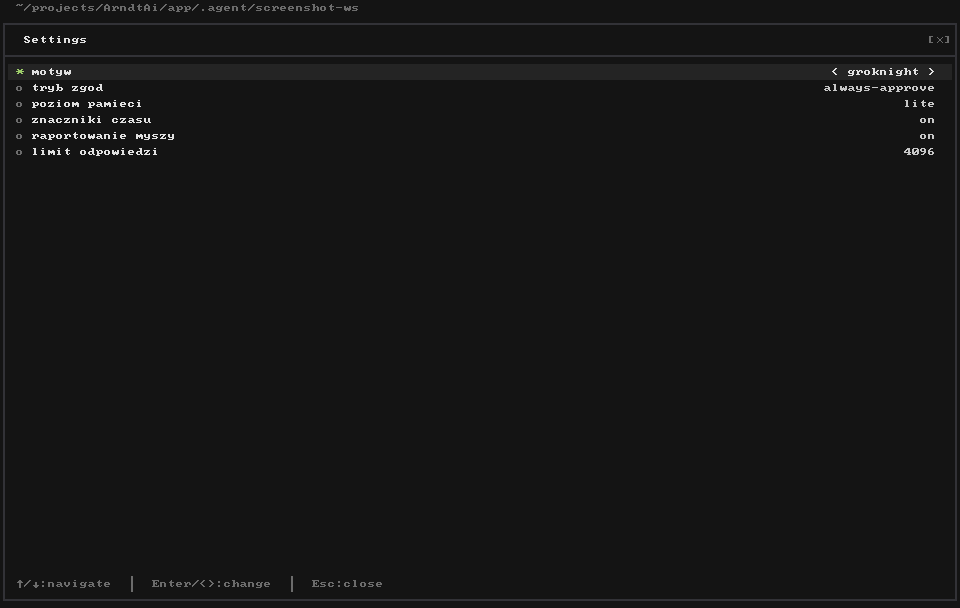 ~/projects/ArndtAi/app/.agent/screenshot-ws
Settings [×]
* motyw < groknight >
o tryb zgod always-approve
o poziom pamieci lite
o znaczniki czasu on
o raportowanie myszy on
o limit odpowiedzi 4096
↑/↓:navigate │ Enter/<>:change │ Esc:close